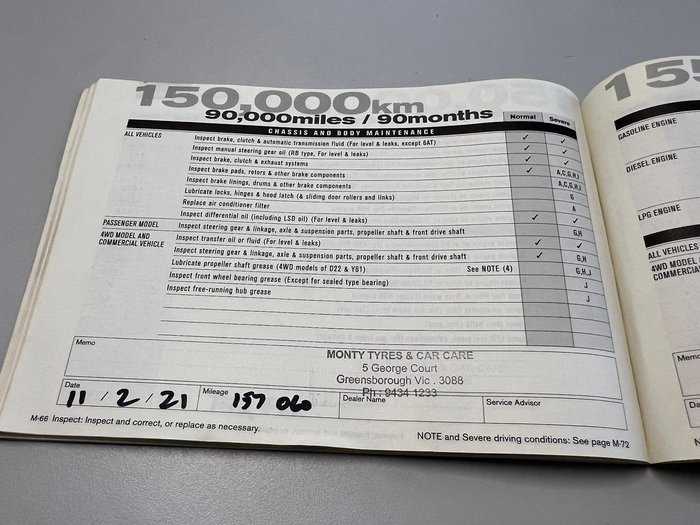 150,000km
90,000miles / 90months
Normal Severe
CHASSIS AND BODY MAINTENANCE
ALL VEHICLES Inspect brake, clutch & automatic transmission fluid (For level & leaks, except 6AT) ✓ ✓
Inspect manual steering gear oil (RB type, For level & leaks) ✓ ✓
Inspect brake, clutch & exhaust systems ✓ ✓
Inspect brake pads, rotors & other brake components ✓ A,C,G,H,I
Inspect brake linings, drums & other brake components A,C,G,H,I
Lubricate locks, hinges & hood latch (& sliding door rollers and links) G
Replace air conditioner filter A
Inspect differential oil (including LSD oil) (For level & leaks) ✓ ✓
PASSENGER MODEL Inspect steering gear & linkage, axle & suspension parts, propeller shaft & front drive shaft G,H
4WD MODEL AND COMMERCIAL VEHICLE Inspect transfer oil or fluid (For level & leaks) ✓ ✓
Inspect steering gear & linkage, axle & suspension parts, propeller shaft & front drive shaft ✓ G,H
Lubricate propeller shaft grease (4WD models of D22 & Y61) See NOTE (4) G,H,J
Inspect front wheel bearing grease (Except for sealed type bearing) J
Inspect free-running hub grease J
Memo
MONTY TYRES & CAR CARE
5 George Court
Greensborough Vic . 3088
Ph : 9434 1233
Date 11 / 2 / 21 Mileage 157 060 Dealer Name Service Advisor
M-66 Inspect: Inspect and correct, or replace as necessary.
NOTE and Severe driving conditions: See page M-72
GASOLINE ENGINE
DIESEL ENGINE
LPG ENGINE
ALL VEHICLES
4WD MODEL
COMMERCIA
Memo
Da